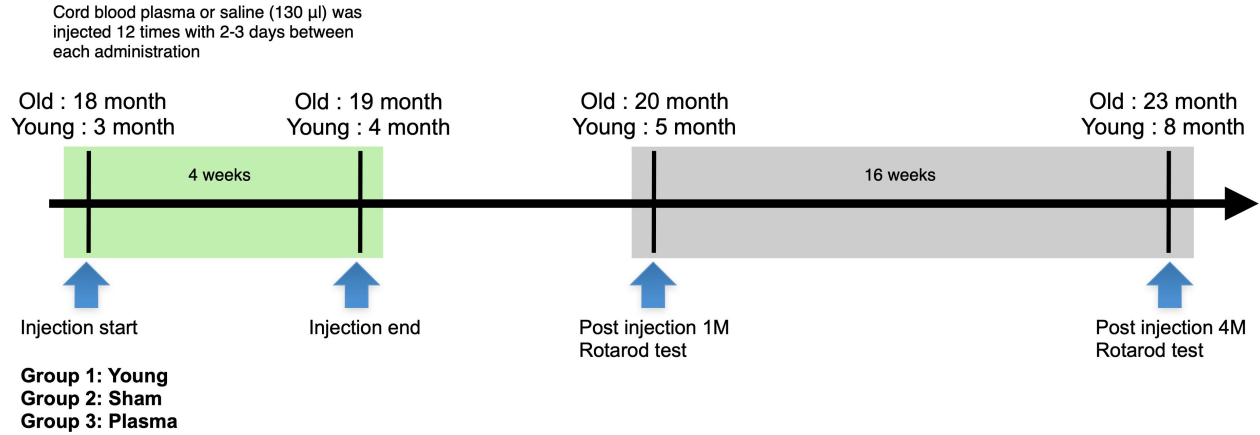 Cord blood plasma or saline (130 µl) was
injected 12 times with 2-3 days between
each administration
Old : 18 month
Young : 3 month
Old : 19 month
Young : 4 month
Old : 20 month
Young : 5 month
Old : 23 month
Young : 8 month
4 weeks
16 weeks
Injection start
Injection end
Post injection 1M
Rotarod test
Post injection 4M
Rotarod test
Group 1: Young
Group 2: Sham
Group 3: Plasma